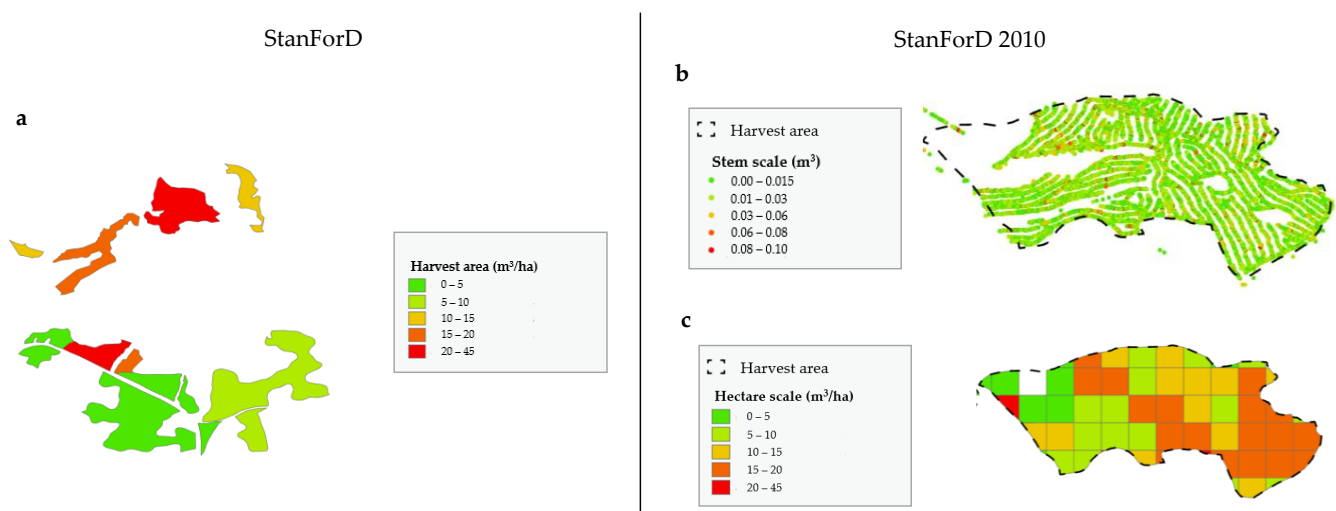 StanForD
a
Harvest area (m³/ha)
0 – 5
5 – 10
10 – 15
15 – 20
20 – 45
StanForD 2010
b
Harvest area
Stem scale (m³)
0.00 – 0.015
0.01 – 0.03
0.03 – 0.06
0.06 – 0.08
0.08 – 0.10
c
Harvest area
Hectare scale (m³/ha)
0 – 5
5 – 10
10 – 15
15 – 20
20 – 45